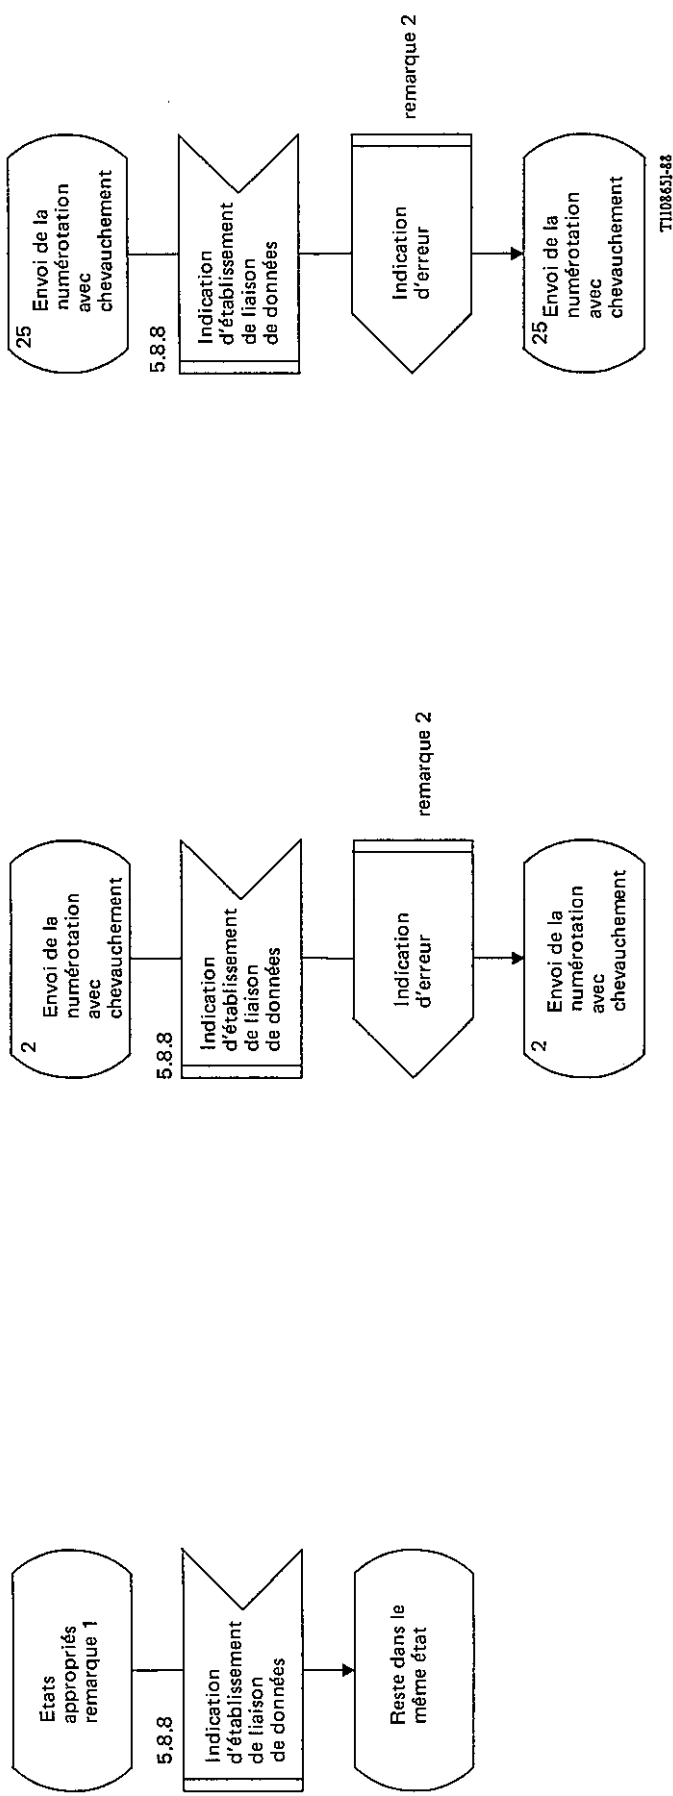 Etats
appropriés
remarque 1
5.8.8
Indication
d'établissement
de liaison
de données
Reste dans le
même état
2
Envoi de la
numérotation
avec
chevauchement
5.8.8
Indication
d'établissement
de liaison
de données
Indication
d'erreur
remarque 2
2
Envoi de la
numérotation
avec
chevauchement
25
Envoi de la
numérotation
avec
chevauchement
5.8.8
Indication
d'établissement
de liaison
de données
Indication
d'erreur
remarque 2
25
Envoi de la
numérotation
avec
chevauchement
T1108651-88